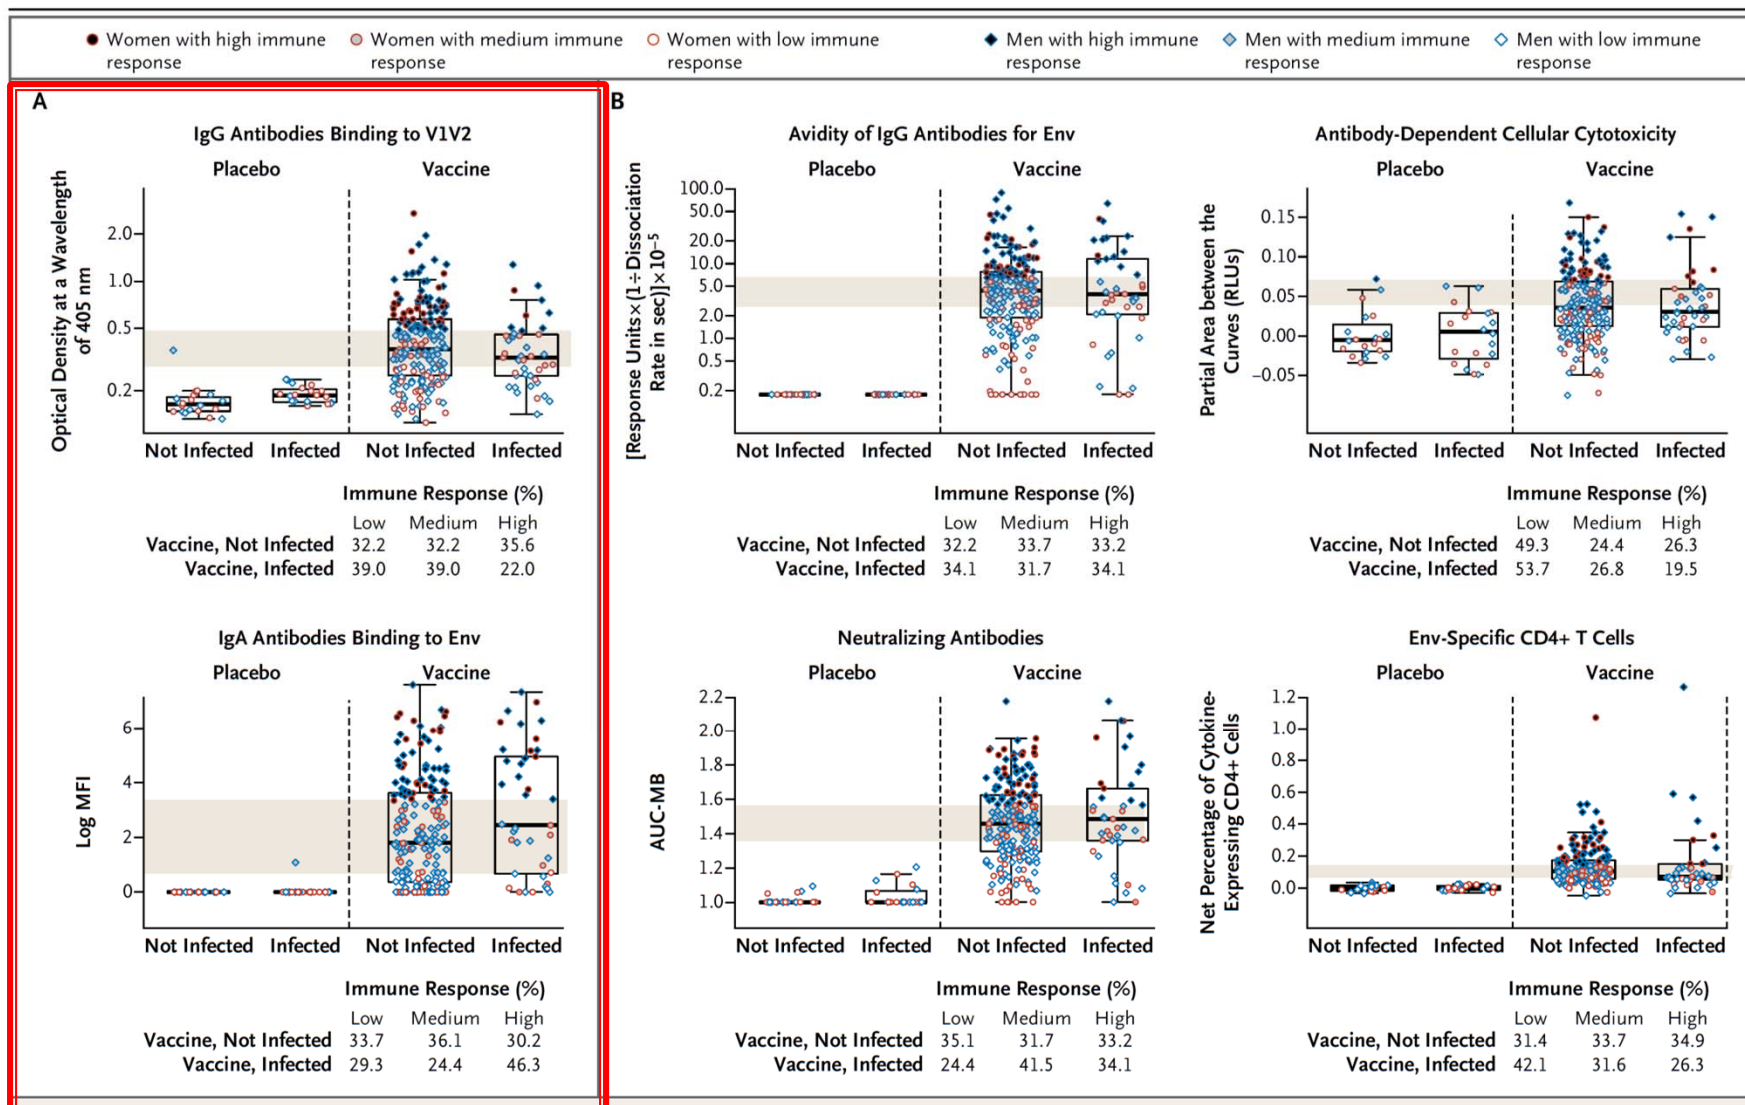 Women with high immune response
Women with medium immune response
Women with low immune response
Men with high immune response
Men with medium immune response
Men with low immune response
A
IgG Antibodies Binding to V1V2
Placebo
Vaccine
Optical Density at a Wavelength
of 405 nm
2.0
1.0
0.5
0.2
Not Infected Infected Not Infected Infected
Immune Response (%)
Low Medium High
Vaccine, Not Infected 32.2 32.2 35.6
Vaccine, Infected 39.0 39.0 22.0
IgA Antibodies Binding to Env
Placebo
Vaccine
Log MFI
6
4
2
0
Not Infected Infected Not Infected Infected
Immune Response (%)
Low Medium High
Vaccine, Not Infected 33.7 36.1 30.2
Vaccine, Infected 29.3 24.4 46.3
B
Avidity of IgG Antibodies for Env
Placebo
Vaccine
[Response Units×(1÷Dissociation
Rate in sec)]×10⁻⁵
100.0
50.0
20.0
10.0
5.0
2.0
1.0
0.5
0.2
Not Infected Infected Not Infected Infected
Immune Response (%)
Low Medium High
Vaccine, Not Infected 32.2 33.7 33.2
Vaccine, Infected 34.1 31.7 34.1
Antibody-Dependent Cellular Cytotoxicity
Placebo
Vaccine
Partial Area between the
Curves (RLUs)
0.15
0.10
0.05
0.00
−0.05
Not Infected Infected Not Infected Infected
Immune Response (%)
Low Medium High
Vaccine, Not Infected 49.3 24.4 26.3
Vaccine, Infected 53.7 26.8 19.5
Neutralizing Antibodies
Placebo
Vaccine
AUC-MB
2.2
2.0
1.8
1.6
1.4
1.2
1.0
Not Infected Infected Not Infected Infected
Immune Response (%)
Low Medium High
Vaccine, Not Infected 35.1 31.7 33.2
Vaccine, Infected 24.4 41.5 34.1
Env-Specific CD4+ T Cells
Placebo
Vaccine
Net Percentage of Cytokine-
Expressing CD4+ Cells
1.2
1.0
0.8
0.6
0.4
0.2
0.0
Not Infected Infected Not Infected Infected
Immune Response (%)
Low Medium High
Vaccine, Not Infected 31.4 33.7 34.9
Vaccine, Infected 42.1 31.6 26.3